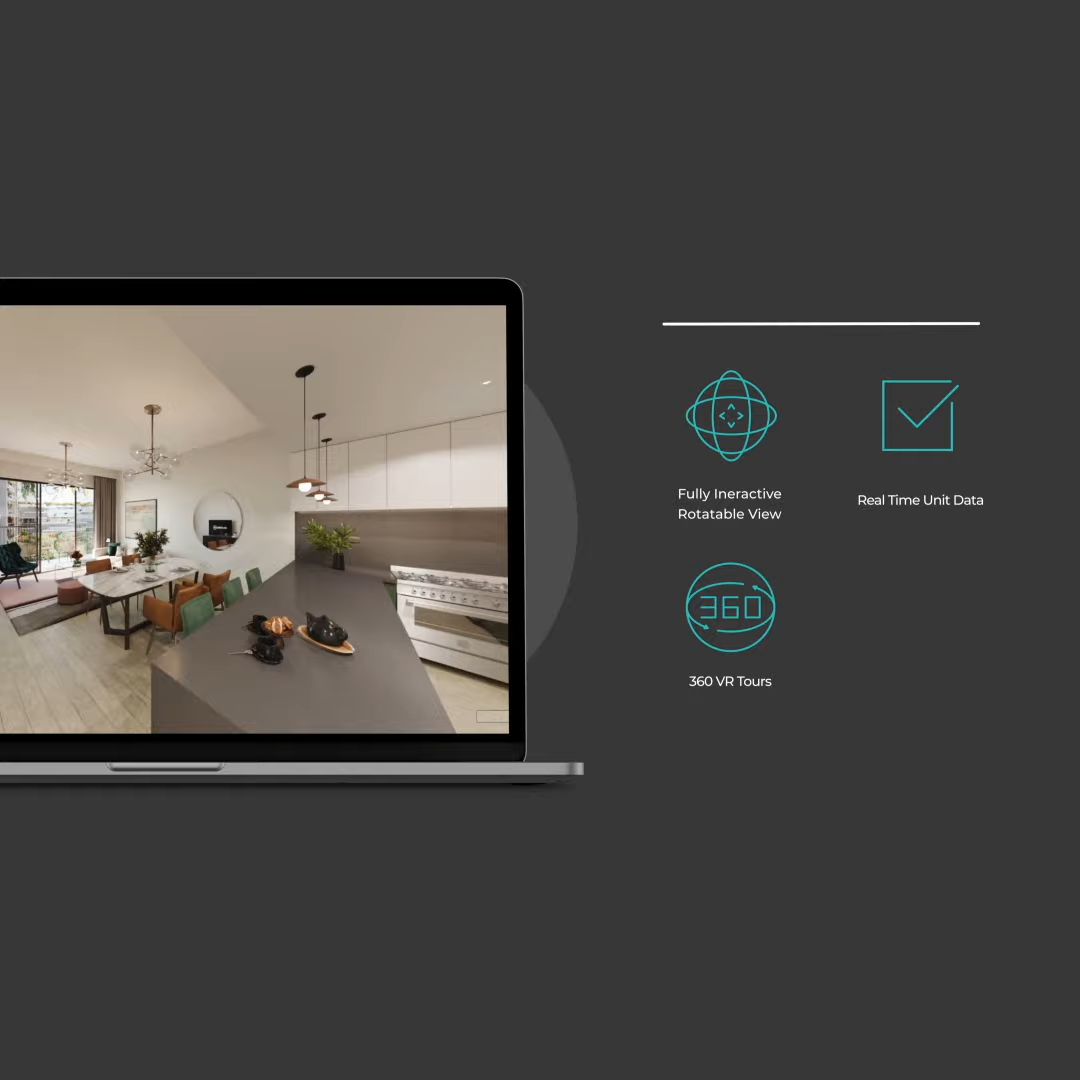 Fully Ineractive
Rotatable View
Real Time Unit Data
360
360 VR Tours